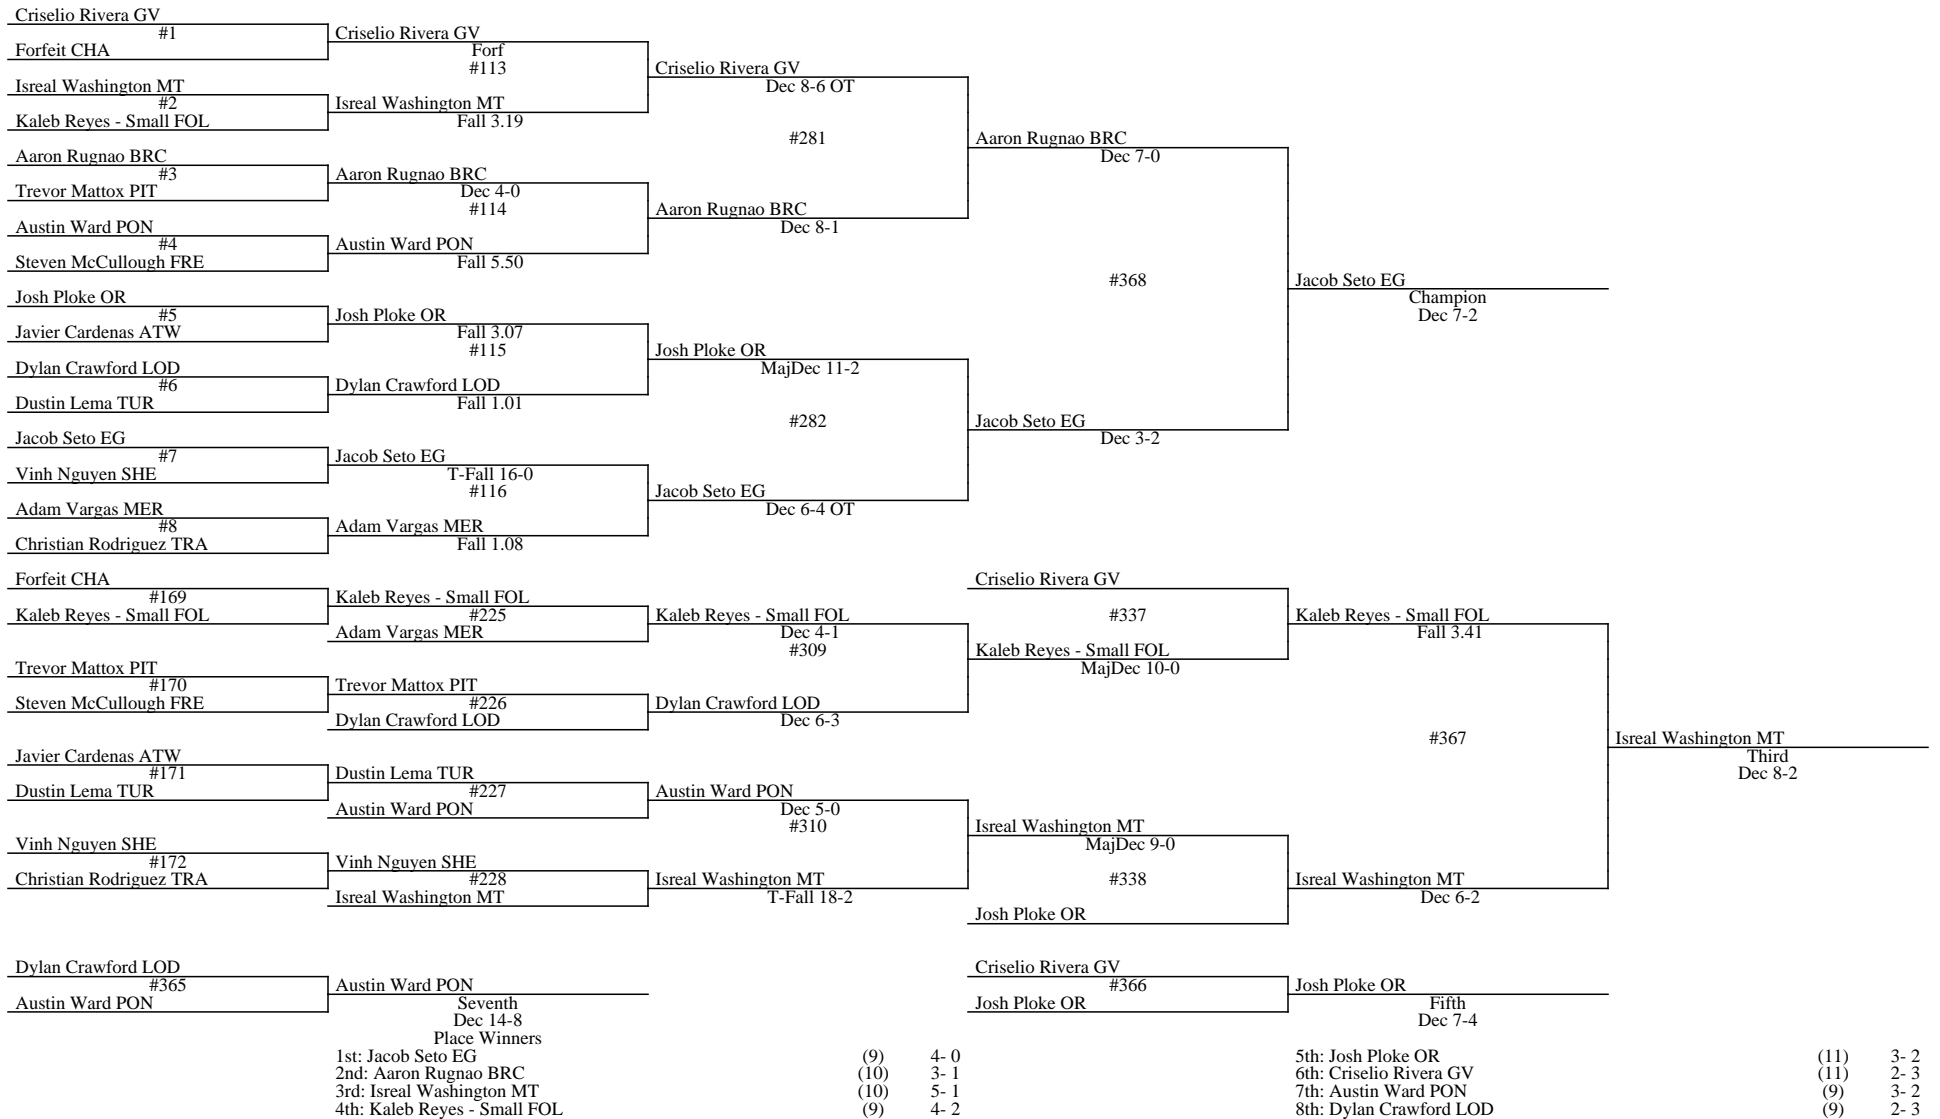 Criselio Rivera GV
#1
Forfeit CHA
Isreal Washington MT
#2
Kaleb Reyes - Small FOL
Aaron Rugnao BRC
#3
Trevor Mattox PIT
Austin Ward PON
#4
Steven McCullough FRE
Josh Ploke OR
#5
Javier Cardenas ATW
Dylan Crawford LOD
#6
Dustin Lema TUR
Jacob Seto EG
#7
Vinh Nguyen SHE
Adam Vargas MER
#8
Christian Rodriguez TRA
Criselio Rivera GV
Forf
#113
Isreal Washington MT
Fall 3.19
Aaron Rugnao BRC
Dec 4-0
#114
Austin Ward PON
Fall 5.50
Josh Ploke OR
Fall 3.07
#115
Dylan Crawford LOD
Fall 1.01
Jacob Seto EG
T-Fall 16-0
#116
Adam Vargas MER
Fall 1.08
Criselio Rivera GV
Dec 8-6 OT
#281
Aaron Rugnao BRC
Dec 8-1
Josh Ploke OR
MajDec 11-2
#282
Jacob Seto EG
Dec 6-4 OT
Aaron Rugnao BRC
Dec 7-0
#368
Jacob Seto EG
Dec 3-2
Jacob Seto EG
Champion
Dec 7-2
Forfeit CHA
#169
Kaleb Reyes - Small FOL
Trevor Mattox PIT
#170
Steven McCullough FRE
Javier Cardenas ATW
#171
Dustin Lema TUR
Vinh Nguyen SHE
#172
Christian Rodriguez TRA
Kaleb Reyes - Small FOL
#225
Adam Vargas MER
Trevor Mattox PIT
#226
Dylan Crawford LOD
Dustin Lema TUR
#227
Austin Ward PON
Vinh Nguyen SHE
#228
Isreal Washington MT
Kaleb Reyes - Small FOL
Dec 4-1
#309
Dylan Crawford LOD
Dec 6-3
Austin Ward PON
Dec 5-0
#310
Isreal Washington MT
T-Fall 18-2
Criselio Rivera GV
#337
Kaleb Reyes - Small FOL
MajDec 10-0
Isreal Washington MT
MajDec 9-0
#338
Josh Ploke OR
Kaleb Reyes - Small FOL
Fall 3.41
#367
Isreal Washington MT
Dec 6-2
Isreal Washington MT
Third
Dec 8-2
Dylan Crawford LOD
#365
Austin Ward PON
Austin Ward PON
Seventh
Dec 14-8
Criselio Rivera GV
#366
Josh Ploke OR
Josh Ploke OR
Fifth
Dec 7-4
Place Winners
1st: Jacob Seto EG (9) 4- 0
2nd: Aaron Rugnao BRC (10) 3- 1
3rd: Isreal Washington MT (10) 5- 1
4th: Kaleb Reyes - Small FOL (9) 4- 2
5th: Josh Ploke OR (11) 3- 2
6th: Criselio Rivera GV (11) 2- 3
7th: Austin Ward PON (9) 3- 2
8th: Dylan Crawford LOD (9) 2- 3